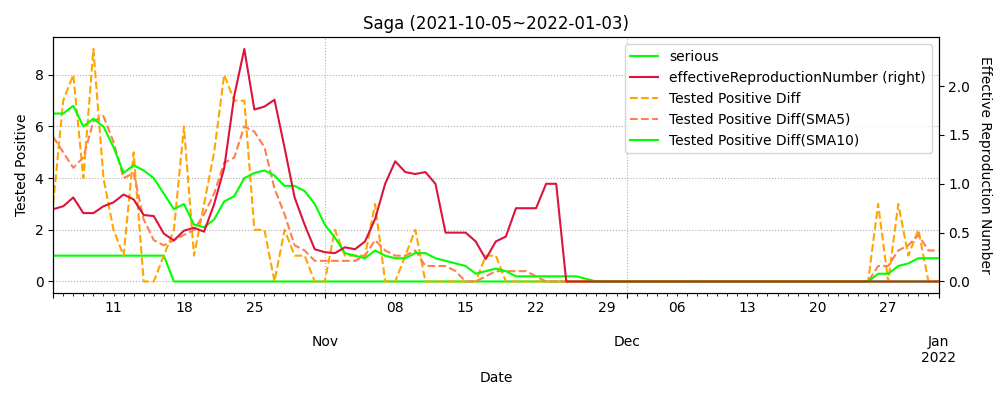 Saga (2021-10-05~2022-01-03)
serious
effectiveReproductionNumber (right)
Tested Positive Diff
Tested Positive Diff(SMA5)
Tested Positive Diff(SMA10)
Tested Positive
8
6
4
2
0
Effective Reproduction Number
2.0
1.5
1.0
0.5
0.0
11 18 25 08 15 22 29 06 13 20 27
Nov Dec Jan
2022
Date